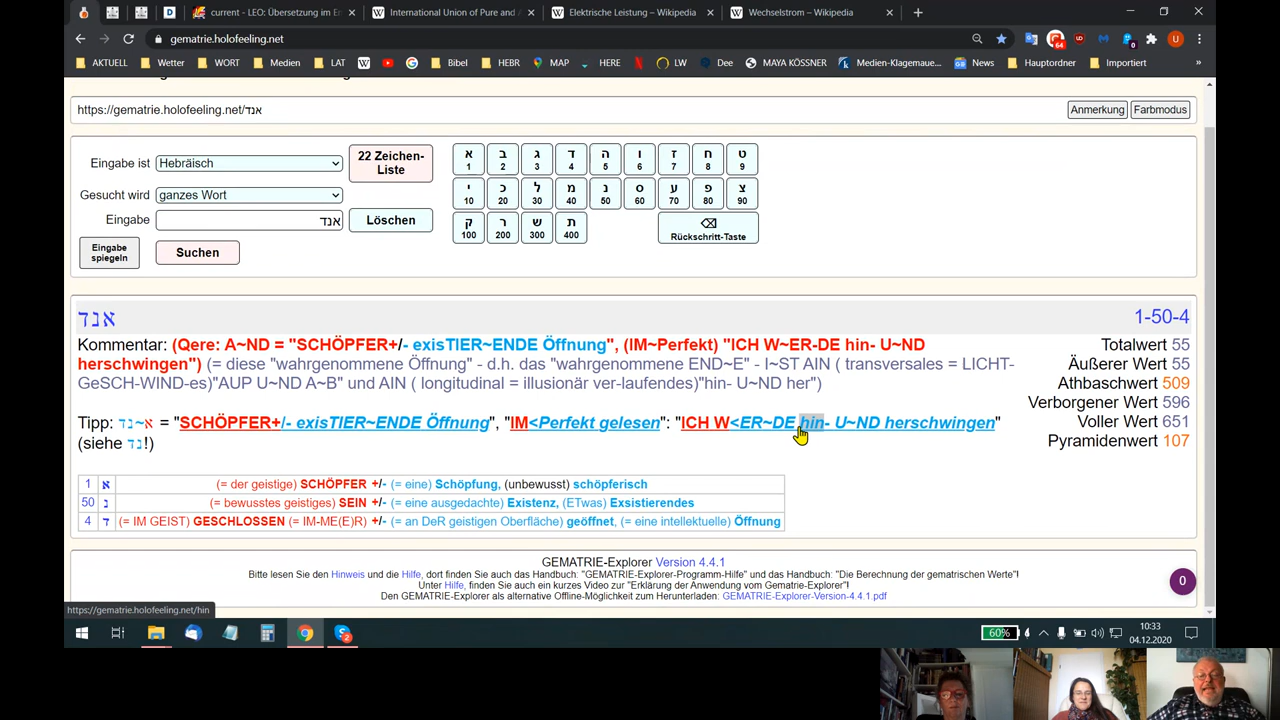 current - LEO: Übersetzung im E
International Union of Pure and A
Elektrische Leistung – Wikipedia
Wechselstrom – Wikipedia
gematrie.holofeeling.net
64
0
U
AKTUELL
Wetter
WORT
Medien
LAT
Bibel
HEBR
MAP
HERE
LW
Dee
MAYA KÖSSNER
Medien-Klagemaue...
News
Hauptordner
Importiert
https://gematrie.holofeeling.net/אנד
Anmerkung
Farbmodus
Eingabe ist Hebräisch
22 Zeichen-
Liste
Gesucht wird ganzes Wort
Eingabe אנד
Löschen
Eingabe
spiegeln
Suchen
א ב ג ד ה ו ז ח ט
1 2 3 4 5 6 7 8 9
י כ ל מ נ ס ע פ צ
10 20 30 40 50 60 70 80 90
ק ר ש ת
100 200 300 400
Rückschritt-Taste
אנד
1-50-4
Kommentar: (Qere: A~ND = "SCHÖPFER+/- exisTIER~ENDE Öffnung", (IM~Perfekt) "ICH W~ER-DE hin- U~ND
herschwingen") (= diese "wahrgenommene Öffnung" - d.h. das "wahrgenommene END~E" - I~ST AIN ( transversales = LICHT-
GeSCH-WIND-es)"AUP U~ND A~B" und AIN ( longitudinal = illusionär ver-laufendes)"hin- U~ND her")
Tipp: א~נד = "SCHÖPFER+/- exisTIER~ENDE Öffnung", "IM<Perfekt gelesen": "ICH W<ER~DE hin- U~ND herschwingen"
(siehe נד!)
Totalwert 55
Äußerer Wert 55
Athbaschwert 509
Verborgener Wert 596
Voller Wert 651
Pyramidenwert 107
1 א (= der geistige) SCHÖPFER +/- (= eine) Schöpfung, (unbewusst) schöpferisch
50 נ (= bewusstes geistiges) SEIN +/- (= eine ausgedachte) Existenz, (ETwas) Exsistierendes
4 ד (= IM GEIST) GESCHLOSSEN (= IM-ME(E)R) +/- (= an DeR geistigen Oberfläche) geöffnet, (= eine intellektuelle) Öffnung
GEMATRIE-Explorer Version 4.4.1
Bitte lesen Sie den Hinweis und die Hilfe, dort finden Sie auch das Handbuch: "GEMATRIE-Explorer-Programm-Hilfe" und das Handbuch: "Die Berechnung der gematrischen Werte"!
Unter Hilfe, finden Sie auch ein kurzes Video zur "Erklärung der Anwendung vom Gematrie-Explorer"!
Den GEMATRIE-Explorer als alternative Offline-Möglichkeit zum Herunterladen: GEMATRIE-Explorer-Version-4.4.1.pdf
0
https://gematrie.holofeeling.net/hin
60%
10:33
04.12.2020